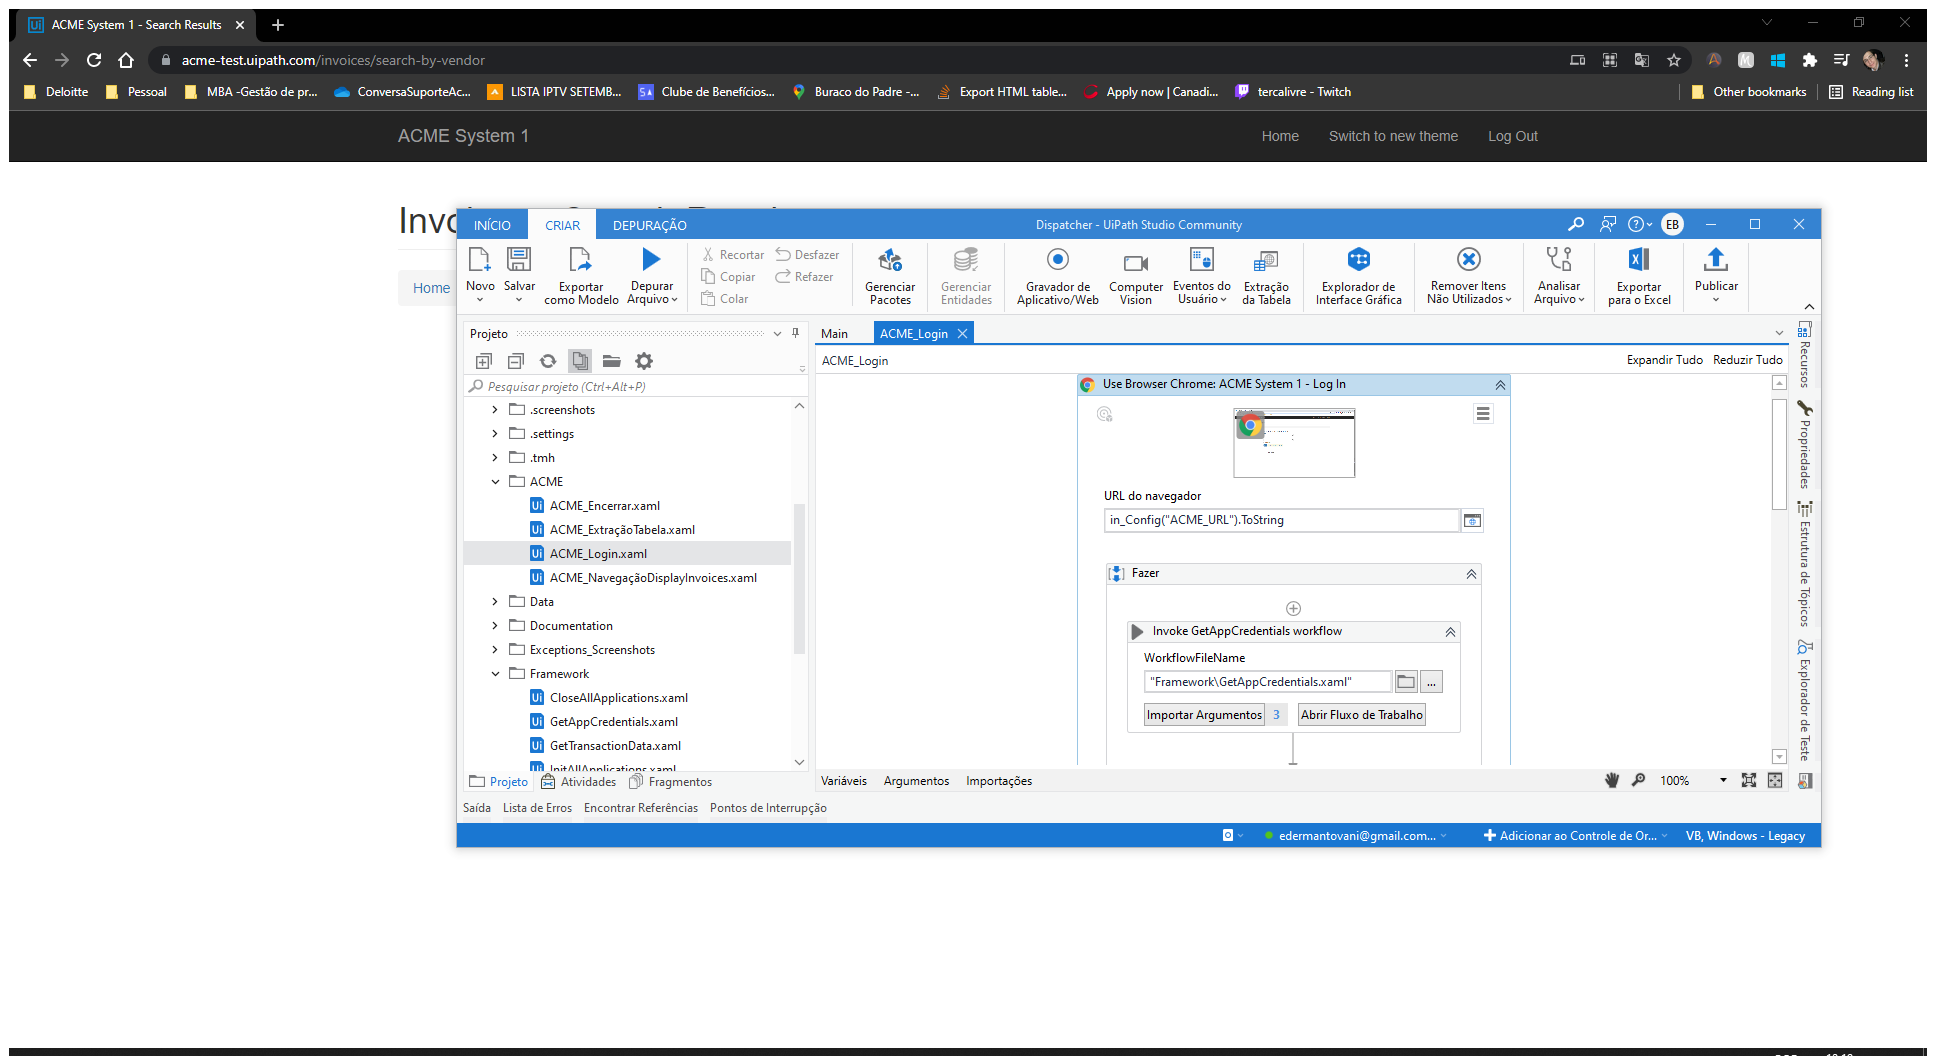 ACME System 1 - Search Results
acme-test.uipath.com/invoices/search-by-vendor
Deloitte Pessoal MBA -Gestão de pr... ConversaSuporteAc... LISTA IPTV SETEMB... Clube de Benefícios... Buraco do Padre -... Export HTML table... Apply now | Canadi... tercalivre - Twitch Other bookmarks Reading list
ACME System 1 Home Switch to new theme Log Out
Home
INÍCIO CRIAR DEPURAÇÃO Dispatcher - UiPath Studio Community EB
Novo Salvar Exportar como Modelo Depurar Arquivo
Recortar Desfazer
Copiar Refazer
Colar
Gerenciar Pacotes
Gerenciar Entidades
Gravador de Aplicativo/Web
Computer Vision
Eventos do Usuário
Extração da Tabela
Explorador de Interface Gráfica
Remover Itens Não Utilizados
Analisar Arquivo
Exportar para o Excel
Publicar
Projeto
Pesquisar projeto (Ctrl+Alt+P)
.screenshots
.settings
.tmh
ACME
ACME_Encerrar.xaml
ACME_ExtraçãoTabela.xaml
ACME_Login.xaml
ACME_NavegaçãoDisplayInvoices.xaml
Data
Documentation
Exceptions_Screenshots
Framework
CloseAllApplications.xaml
GetAppCredentials.xaml
GetTransactionData.xaml
InitAllApplications.xaml
Projeto Atividades Fragmentos
Main ACME_Login
ACME_Login Expandir Tudo Reduzir Tudo
Use Browser Chrome: ACME System 1 - Log In
URL do navegador
in_Config("ACME_URL").ToString
Fazer
Invoke GetAppCredentials workflow
WorkflowFileName
"Framework\GetAppCredentials.xaml" ...
Importar Argumentos 3 Abrir Fluxo de Trabalho
Variáveis Argumentos Importações 100%
Recursos
Propriedades
Estrutura de Tópicos
Explorador de Teste
Saída Lista de Erros Encontrar Referências Pontos de Interrupção
edermantovani@gmail.com... Adicionar ao Controle de Or... VB, Windows - Legacy